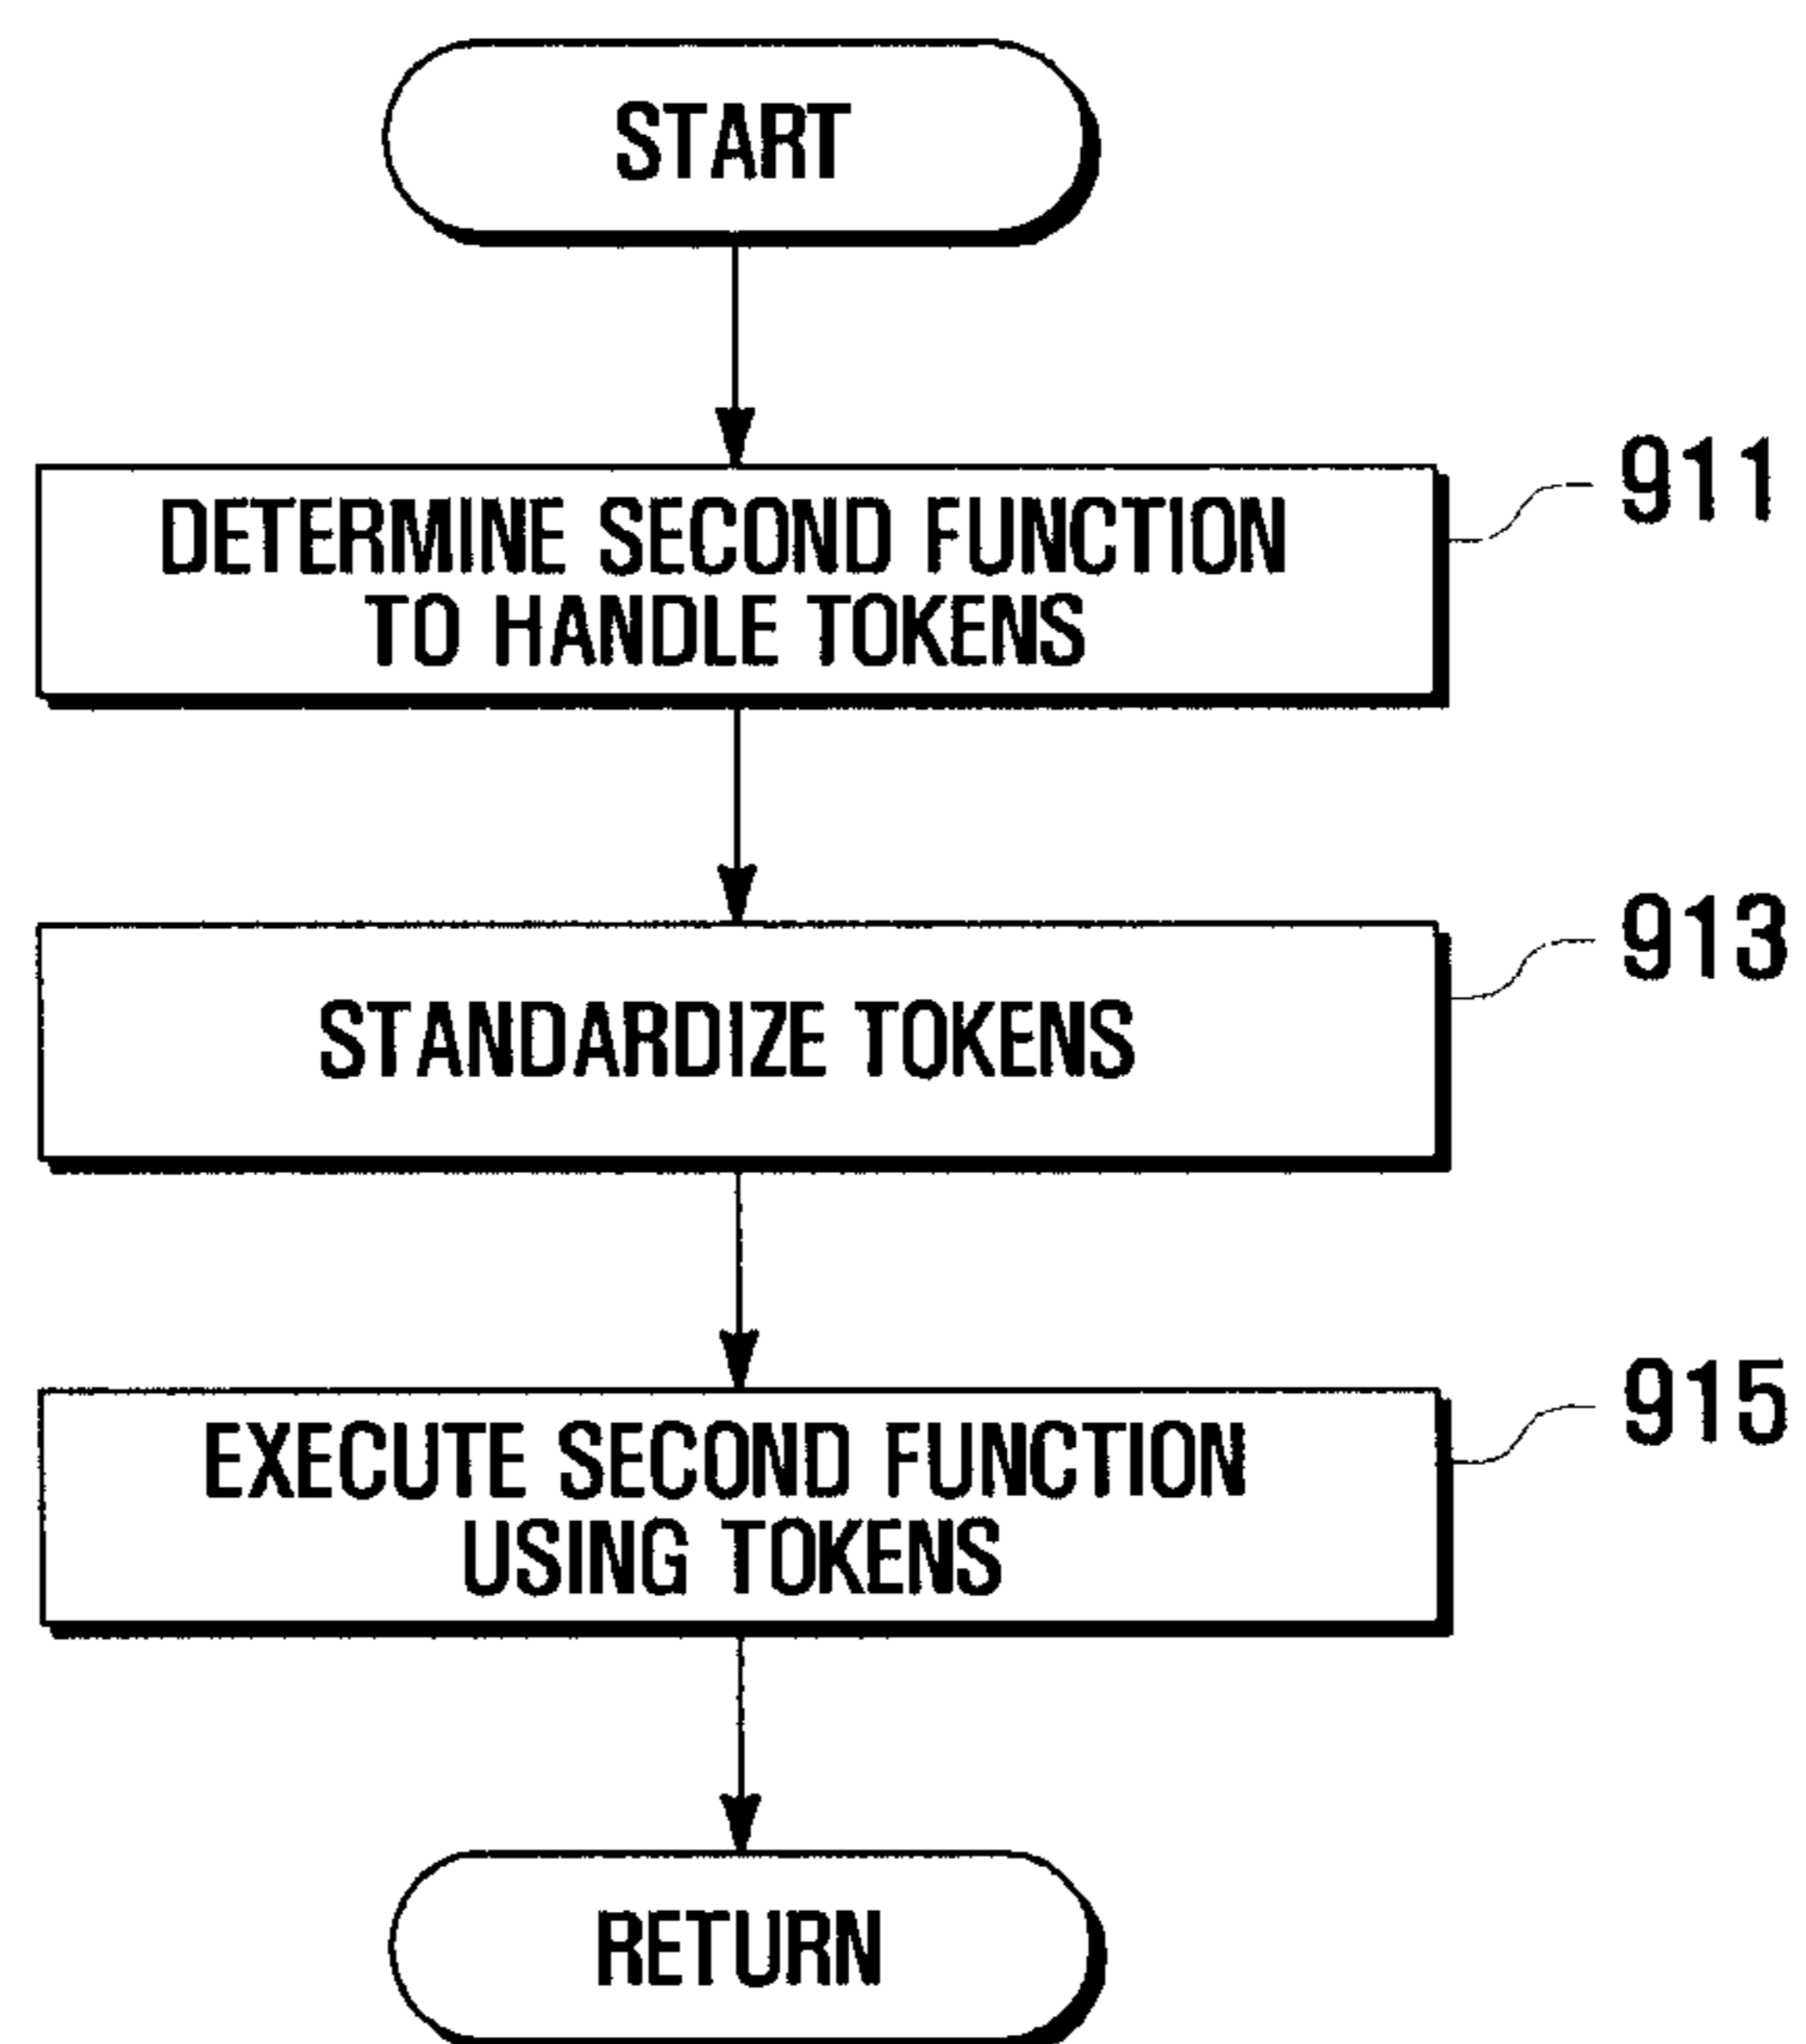 START
911
DETERMINE SECOND FUNCTION
TO HANDLE TOKENS
913
STANDARDIZE TOKENS
915
EXECUTE SECOND FUNCTION
USING TOKENS
RETURN